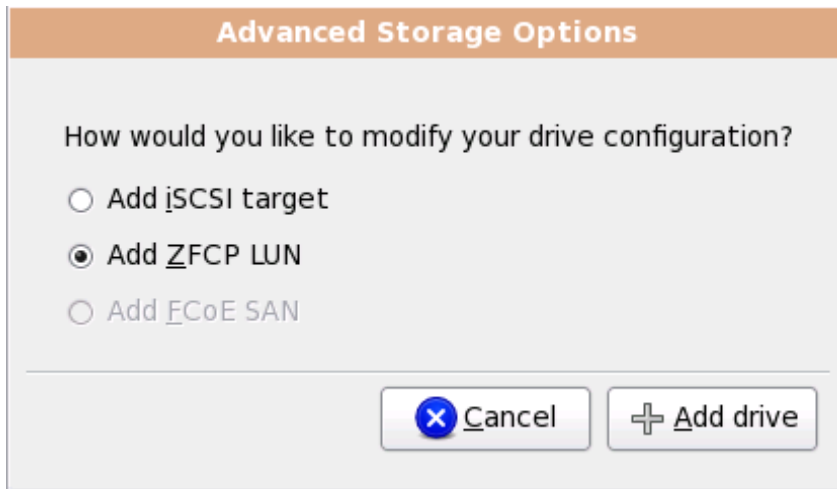 Advanced Storage Options
How would you like to modify your drive configuration?
Add iSCSI target
Add ZFCP LUN
Add FCoE SAN
Cancel
Add drive